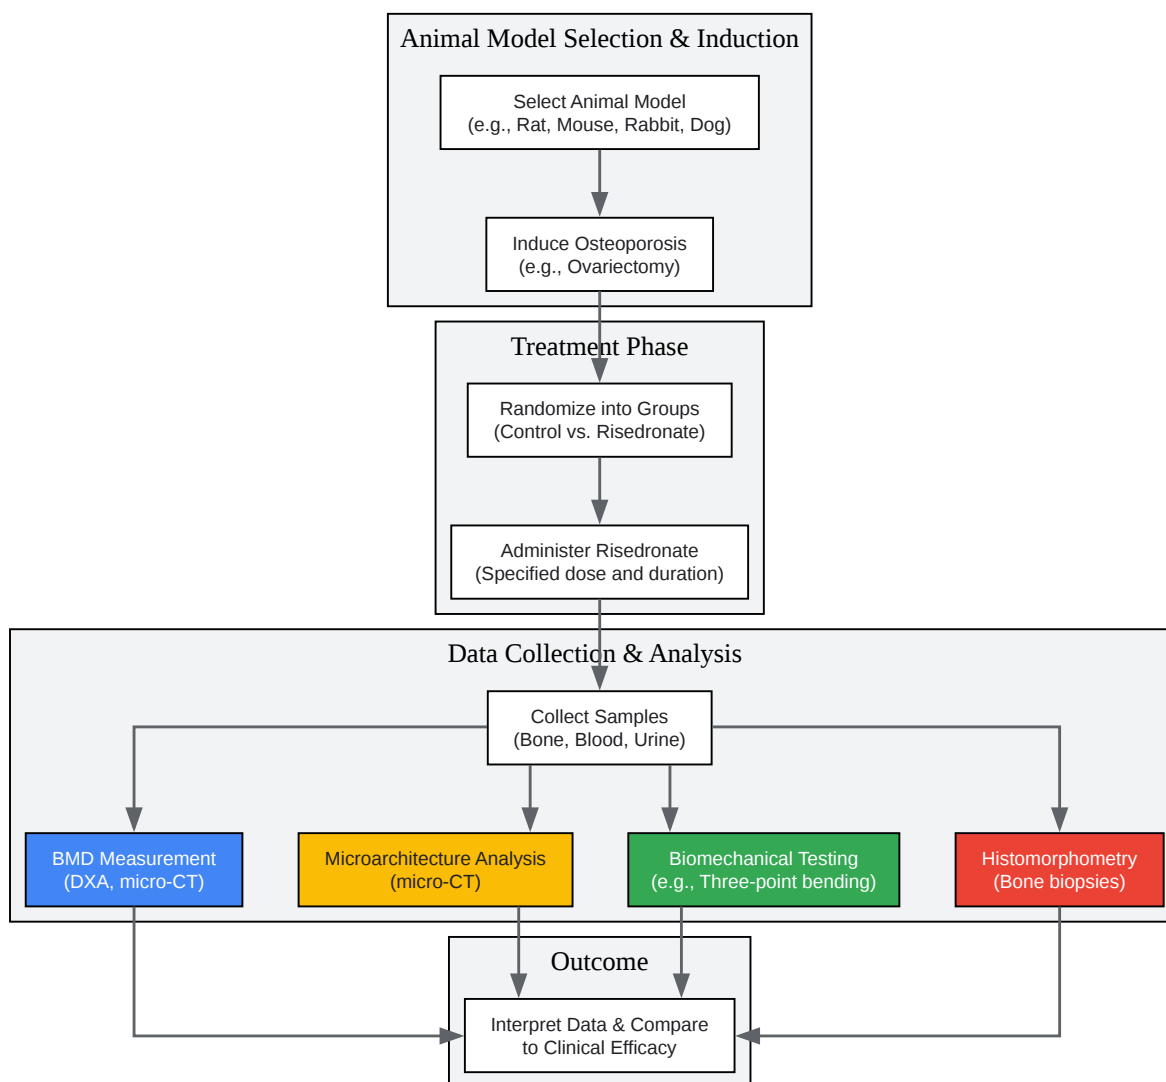 Animal Model Selection & Induction
Select Animal Model
(e.g., Rat, Mouse, Rabbit, Dog)
Induce Osteoporosis
(e.g., Ovariectomy)
Treatment Phase
Randomize into Groups
(Control vs. Risedronate)
Administer Risedronate
(Specified dose and duration)
Data Collection & Analysis
Collect Samples
(Bone, Blood, Urine)
BMD Measurement
(DXA, micro-CT)
Microarchitecture Analysis
(micro-CT)
Biomechanical Testing
(e.g., Three-point bending)
Histomorphometry
(Bone biopsies)
Outcome
Interpret Data & Compare
to Clinical Efficacy